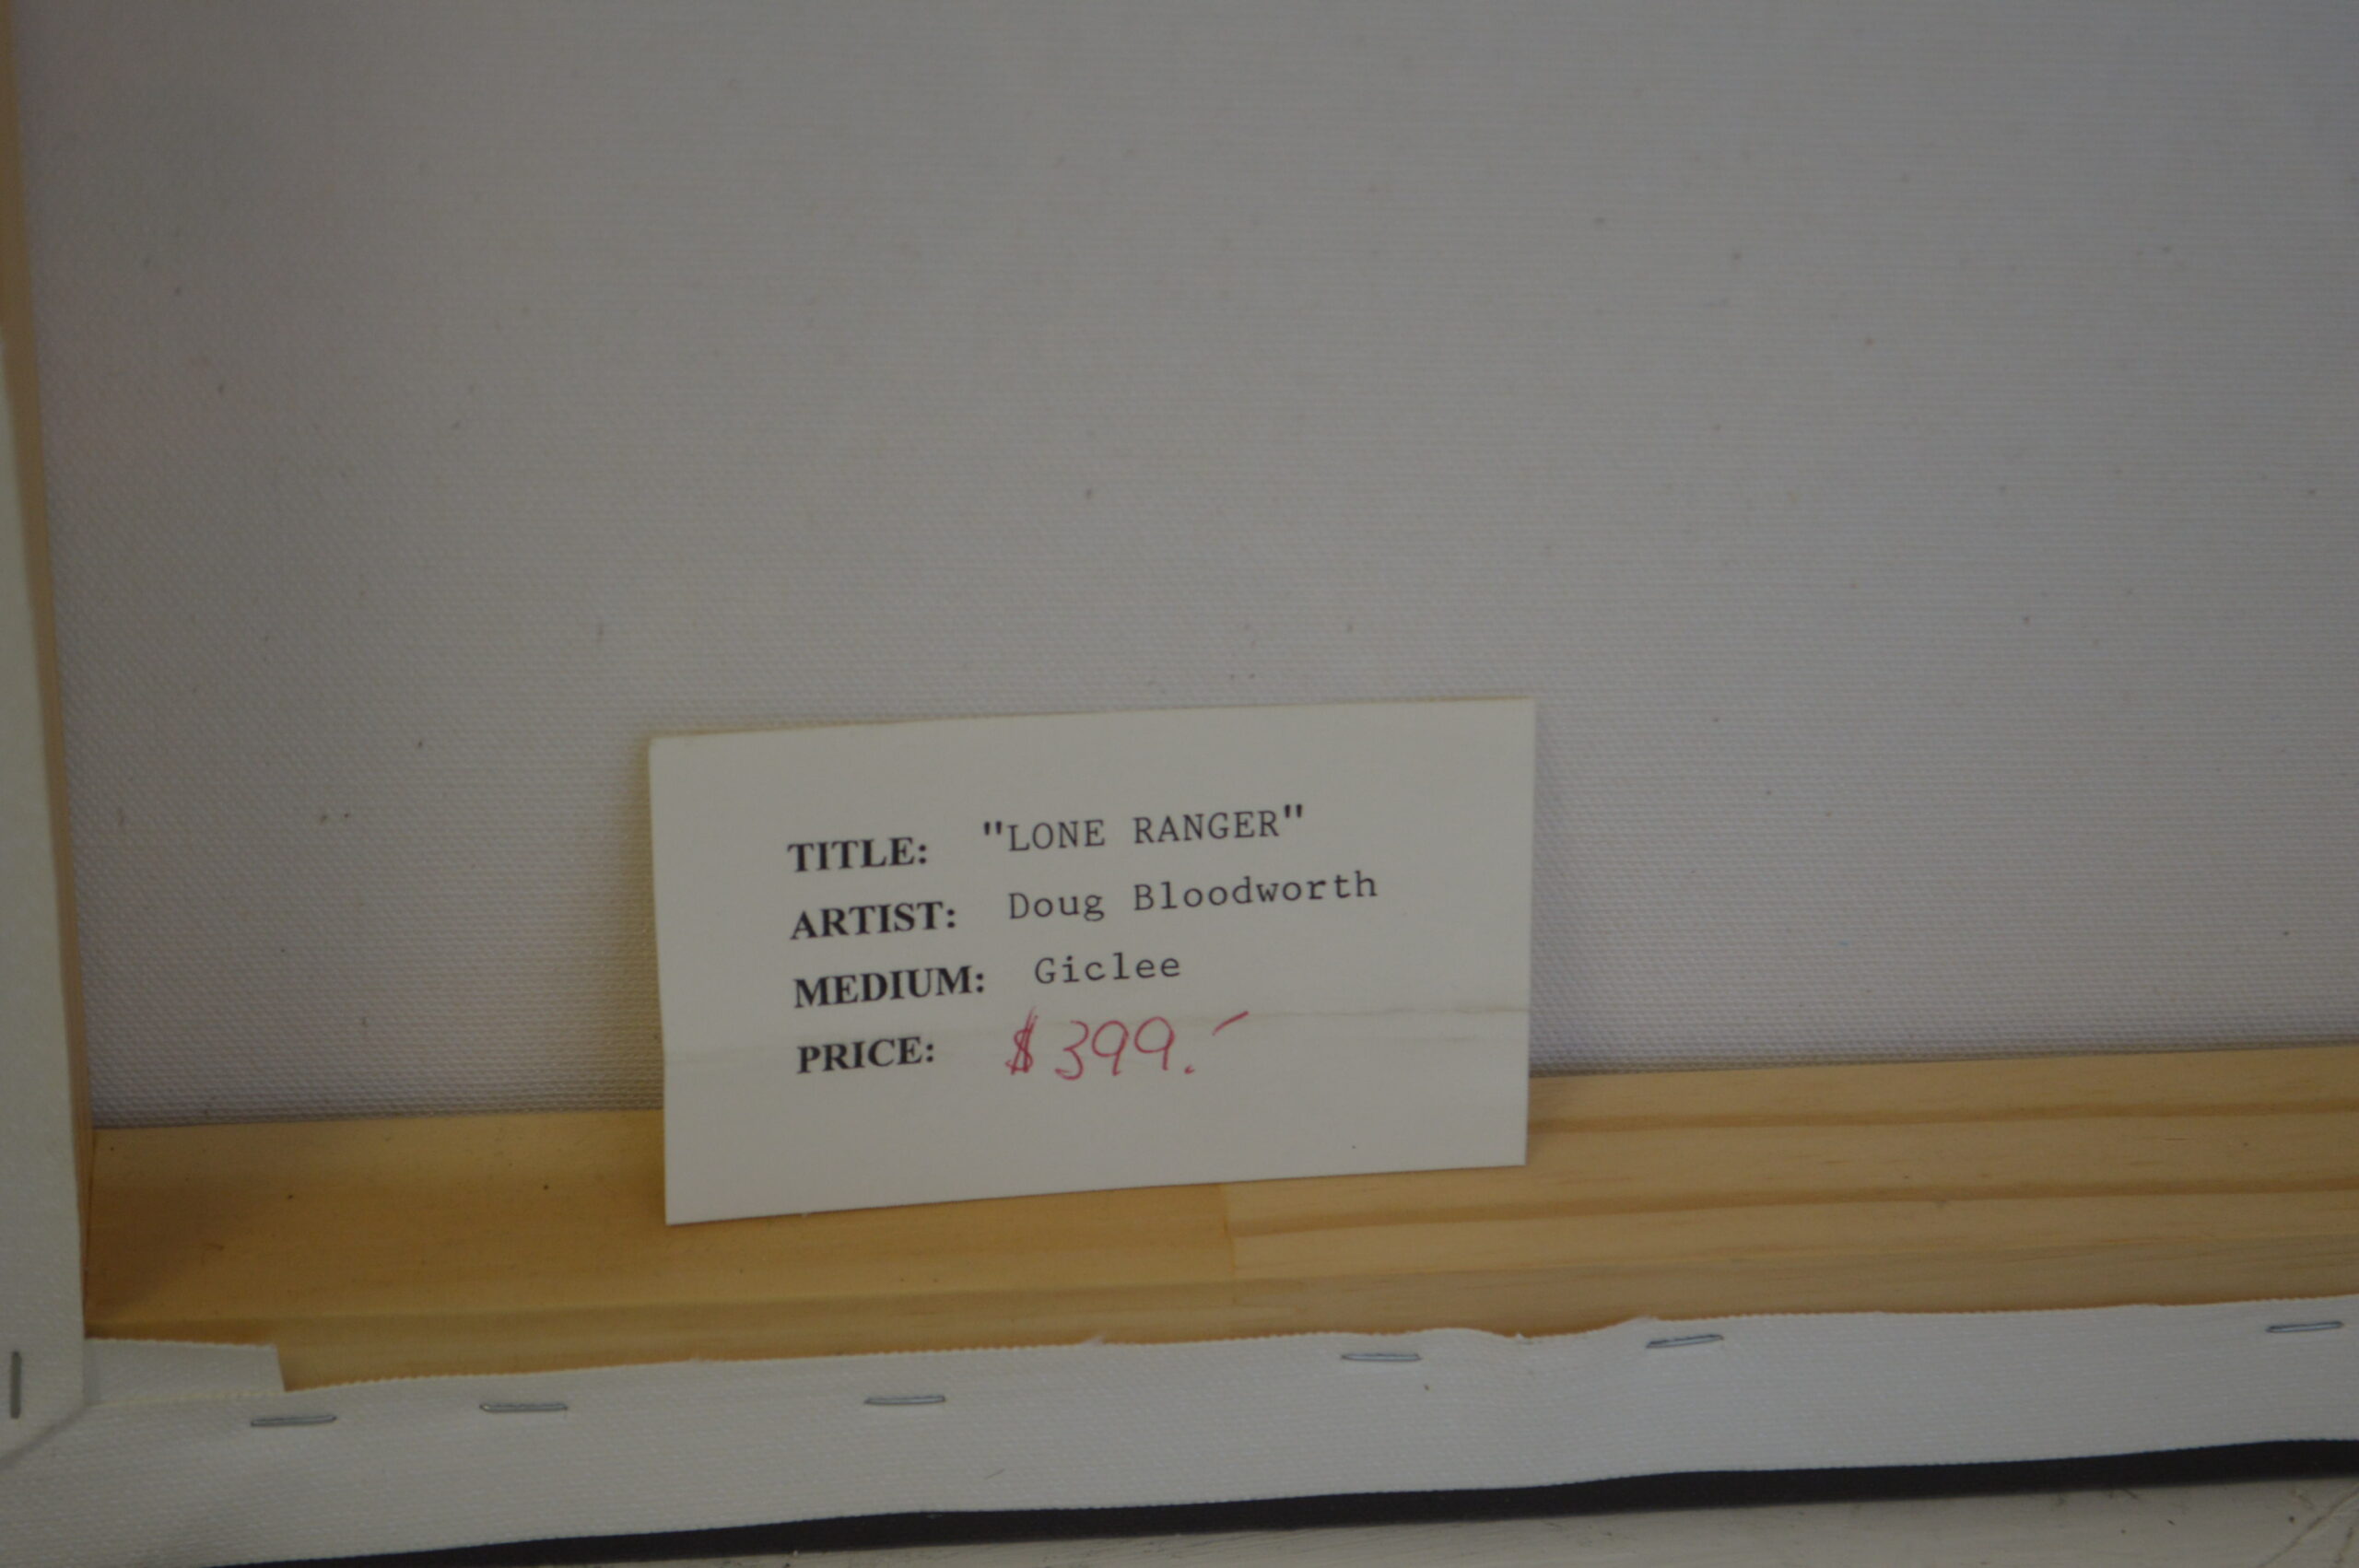 TITLE: "LONE RANGER"
ARTIST: Doug Bloodworth
MEDIUM: Giclee
PRICE: $399.-